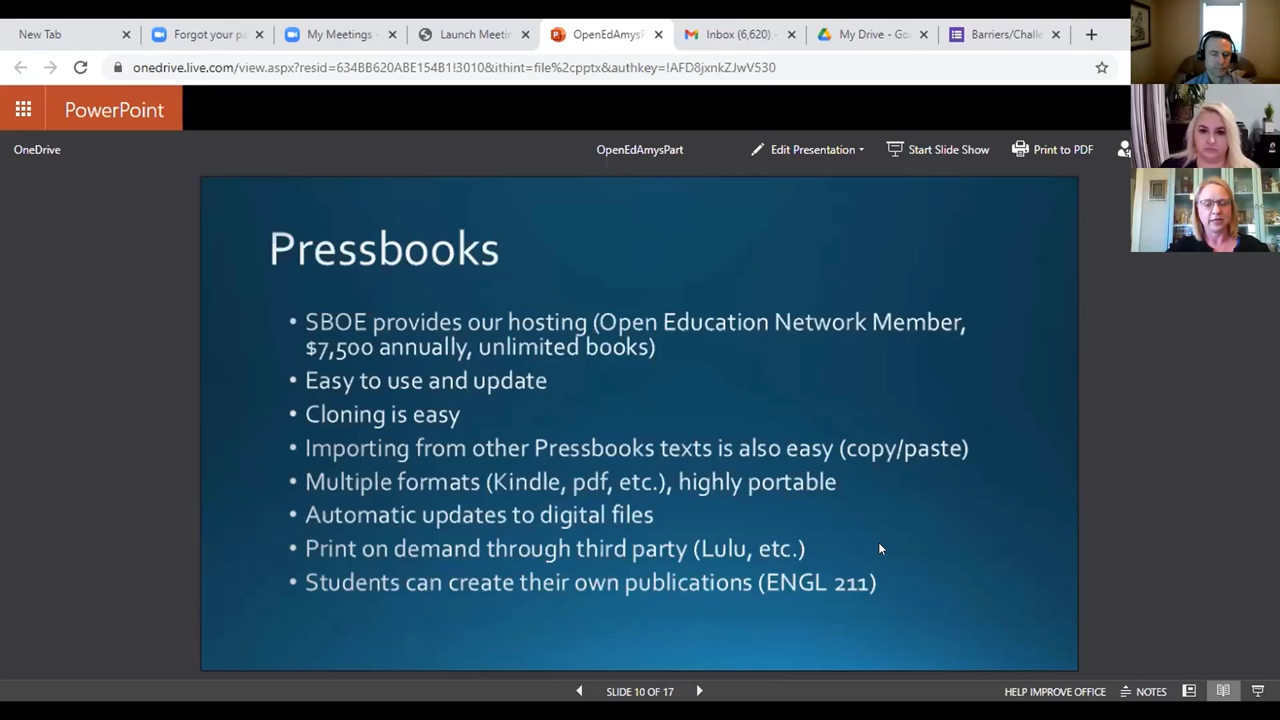 New Tab
Forgot your pa
My Meetings -
Launch Meetin
OpenEdAmysP
Inbox (6,620) -
My Drive - Goo
Barriers/Challe
onedrive.live.com/view.aspx?resid=634BB620ABE154B1!3010&ithint=file%2cpptx&authkey=!AFD8jxnkZJwV530
PowerPoint
OneDrive
OpenEdAmysPart
Edit Presentation
Start Slide Show
Print to PDF
Pressbooks
• SBOE provides our hosting (Open Education Network Member,
$7,500 annually, unlimited books)
• Easy to use and update
• Cloning is easy
• Importing from other Pressbooks texts is also easy (copy/paste)
• Multiple formats (Kindle, pdf, etc.), highly portable
• Automatic updates to digital files
• Print on demand through third party (Lulu, etc.)
• Students can create their own publications (ENGL 211)
SLIDE 10 OF 17
HELP IMPROVE OFFICE
NOTES